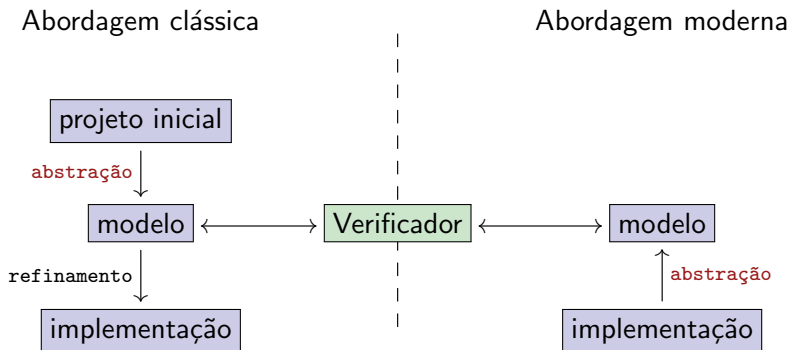 Abordagem clássica
Abordagem moderna
projeto inicial
abstração
modelo
Verificador
modelo
refinamento
abstração
implementação
implementação